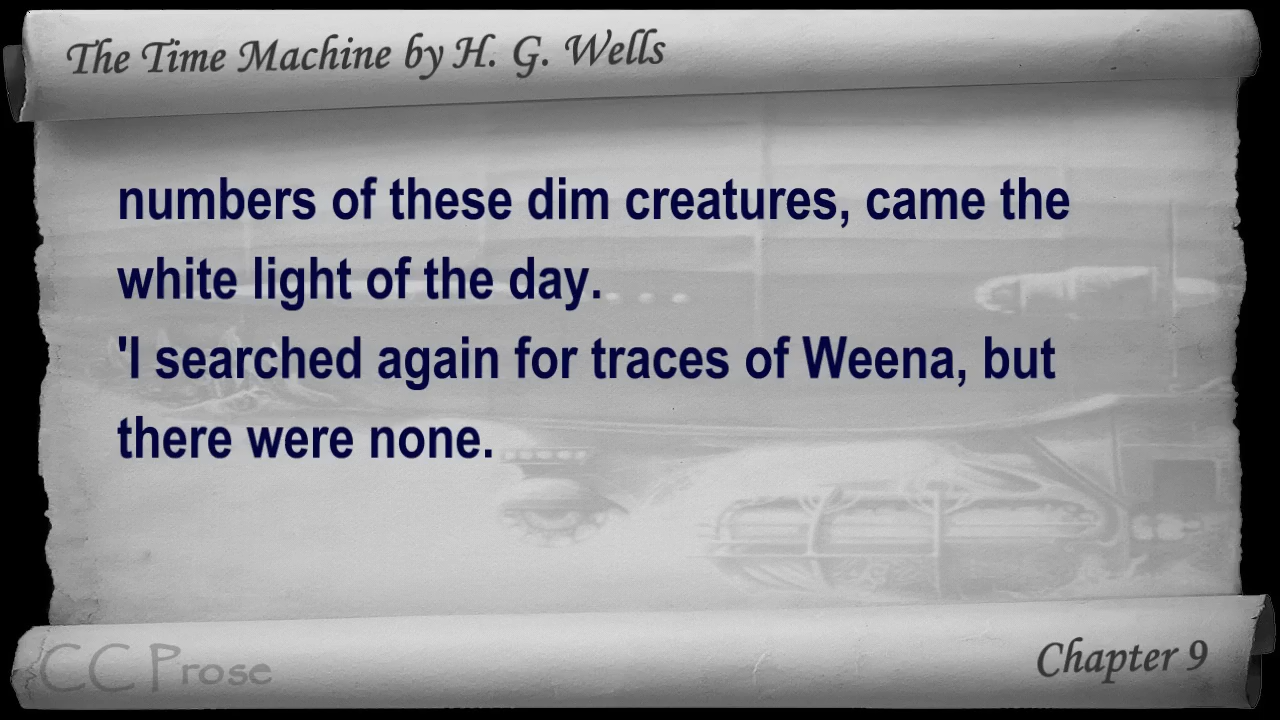 The Time Machine by H. G. Wells
numbers of these dim creatures, came the
white light of the day.
'I searched again for traces of Weena, but
there were none.
CC Prose
Chapter 9